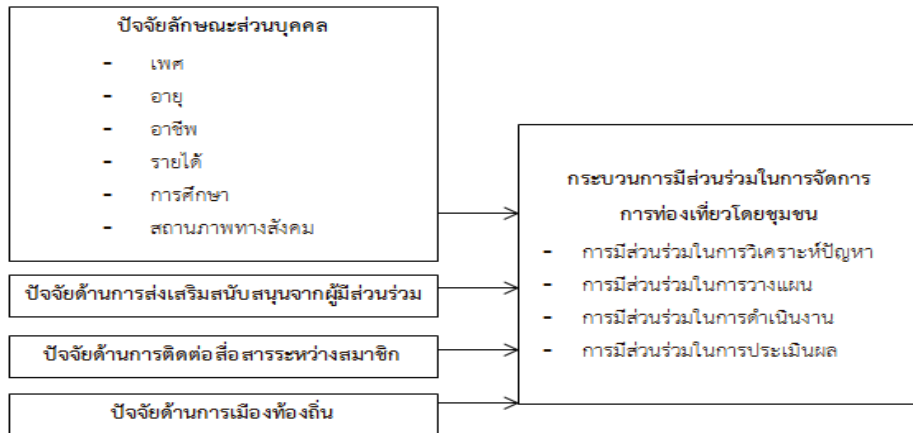 ปัจจัยลักษณะส่วนบุคคล
- เพศ
- อายุ
- อาชีพ
- รายได้
- การศึกษา
- สถานภาพทางสังคม
ปัจจัยด้านการส่งเสริมสนับสนุนจากผู้มีส่วนร่วม
ปัจจัยด้านการติดต่อสื่อสารระหว่างสมาชิก
ปัจจัยด้านการเมืองท้องถิ่น
กระบวนการมีส่วนร่วมในการจัดการ
การท่องเที่ยวโดยชุมชน
- การมีส่วนร่วมในการวิเคราะห์ปัญหา
- การมีส่วนร่วมในการวางแผน
- การมีส่วนร่วมในการดำเนินงาน
- การมีส่วนร่วมในการประเมินผล